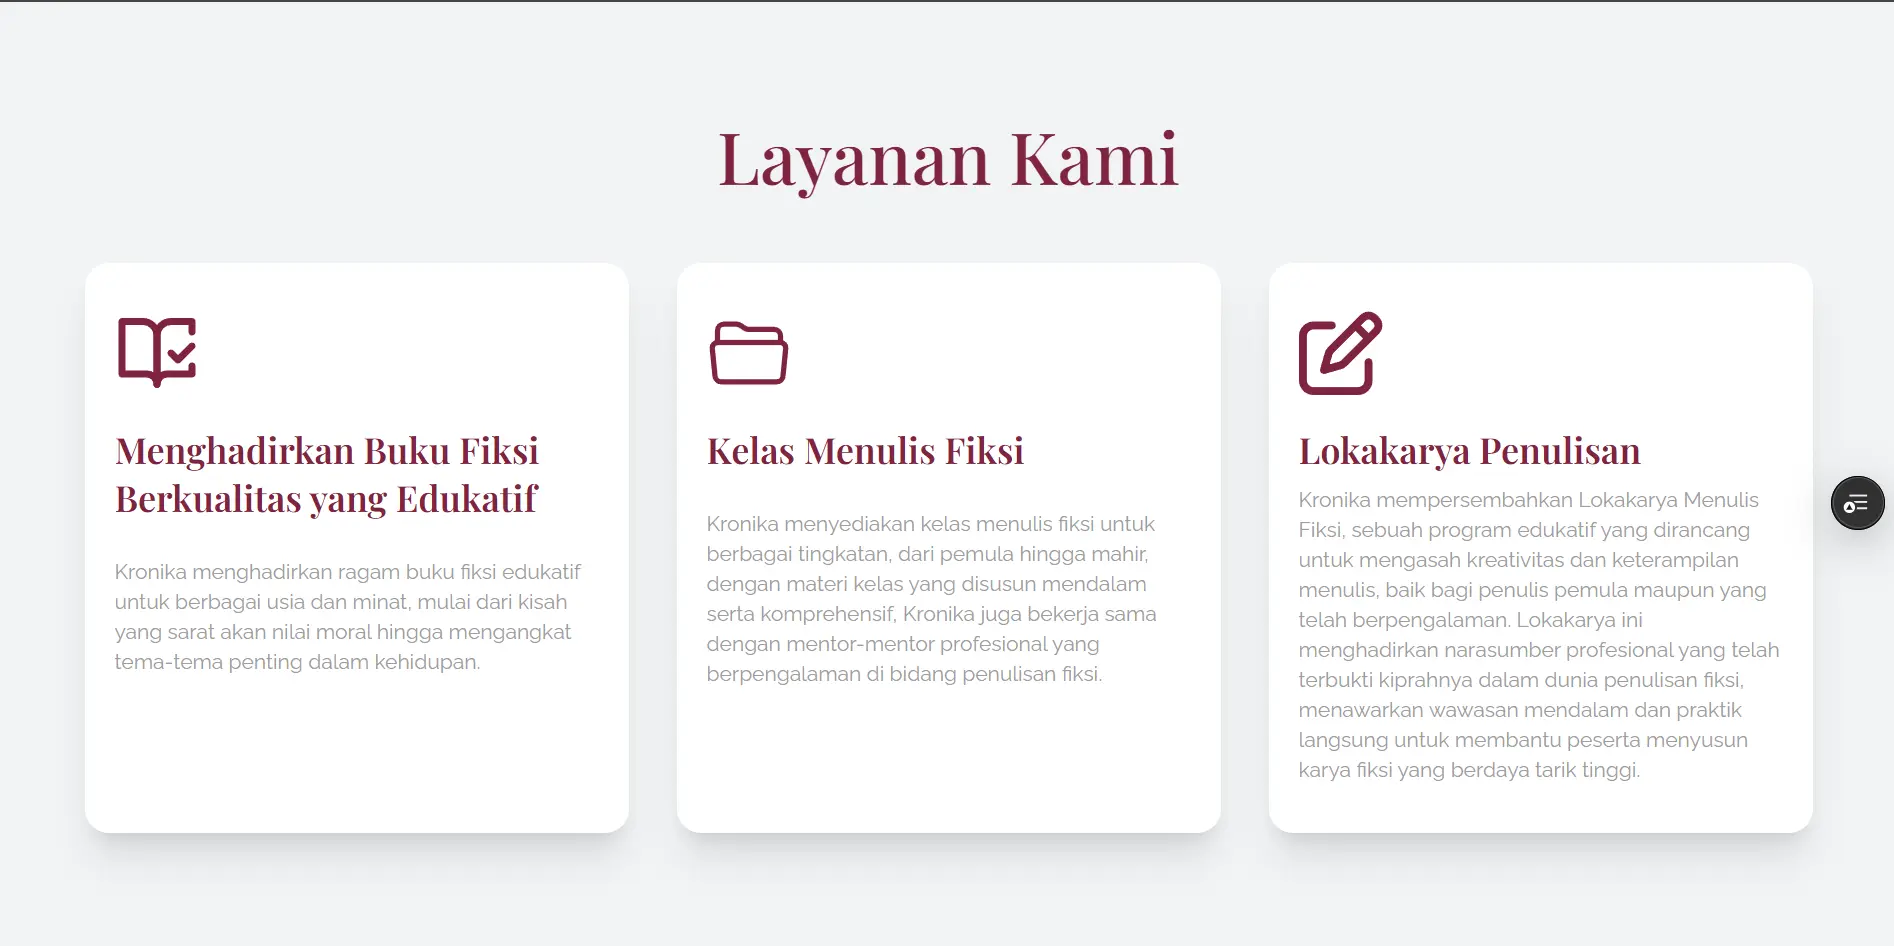 Layanan Kami
Menghadirkan Buku Fiksi
Berkualitas yang Edukatif
Kronika menghadirkan ragam buku fiksi edukatif
untuk berbagai usia dan minat, mulai dari kisah
yang sarat akan nilai moral hingga mengangkat
tema-tema penting dalam kehidupan.
Kelas Menulis Fiksi
Kronika menyediakan kelas menulis fiksi untuk
berbagai tingkatan, dari pemula hingga mahir,
dengan materi kelas yang disusun mendalam
serta komprehensif, Kronika juga bekerja sama
dengan mentor-mentor profesional yang
berpengalaman di bidang penulisan fiksi.
Lokakarya Penulisan
Kronika mempersembahkan Lokakarya Menulis
Fiksi, sebuah program edukatif yang dirancang
untuk mengasah kreativitas dan keterampilan
menulis, baik bagi penulis pemula maupun yang
telah berpengalaman. Lokakarya ini
menghadirkan narasumber profesional yang telah
terbukti kiprahnya dalam dunia penulisan fiksi,
menawarkan wawasan mendalam dan praktik
langsung untuk membantu peserta menyusun
karya fiksi yang berdaya tarik tinggi.